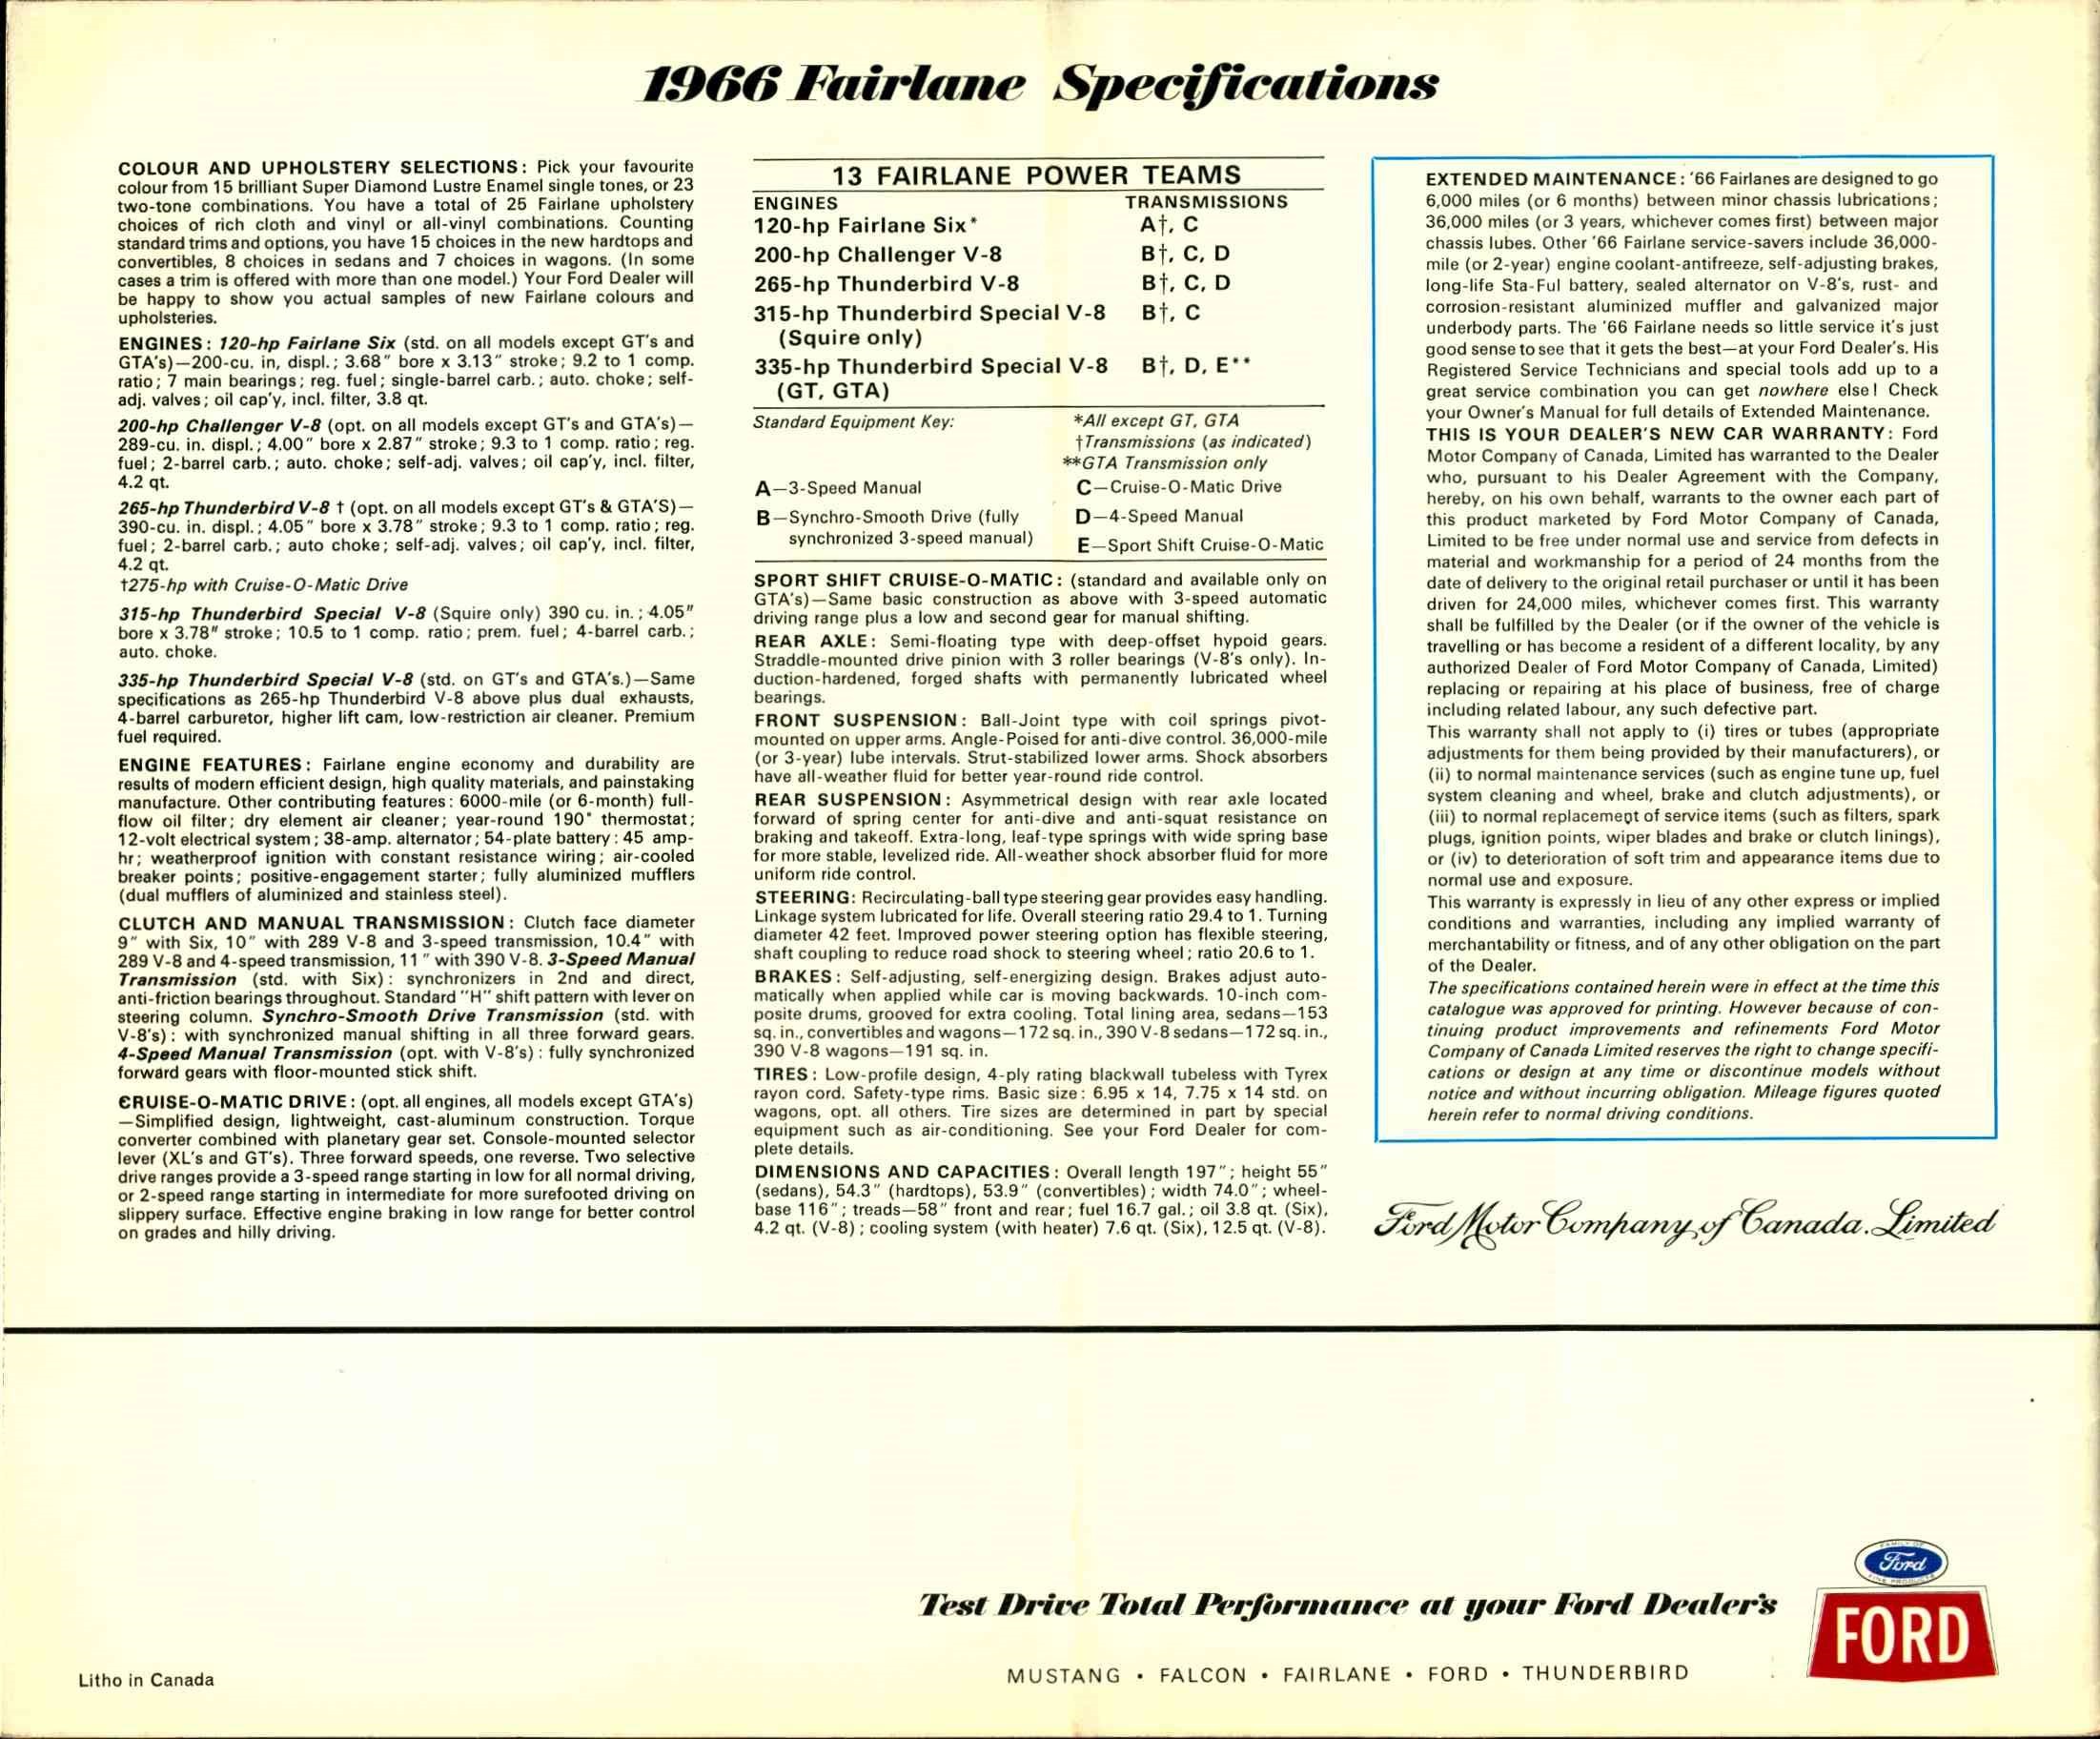 1966 Fairlane Specifications
COLOUR AND UPHOLSTERY SELECTIONS: Pick your favourite
colour from 15 brilliant Super Diamond Lustre Enamel single tones, or 23
two-tone combinations. You have a total of 25 Fairlane upholstery
choices of rich cloth and vinyl or all-vinyl combinations. Counting
standard trims and options, you have 15 choices in the new hardtops and
convertibles, 8 choices in sedans and 7 choices in wagons. (In some
cases a trim is offered with more than one model.) Your Ford Dealer will
be happy to show you actual samples of new Fairlane colours and
upholsteries.
ENGINES: 120-hp Fairlane Six (std. on all models except GT's and
GTA's)—200-cu. in, displ.; 3.68" bore x 3.13" stroke; 9.2 to 1 comp.
ratio; 7 main bearings; reg. fuel; single-barrel carb.; auto. choke; self-
adj. valves; oil cap'y, incl. filter, 3.8 qt.
200-hp Challenger V-8 (opt. on all models except GT's and GTA's)—
289-cu. in. displ.; 4.00" bore x 2.87" stroke; 9.3 to 1 comp. ratio; reg.
fuel; 2-barrel carb.; auto. choke; self-adj. valves; oil cap'y, incl. filter,
4.2 qt.
265-hp Thunderbird V-8 † (opt. on all models except GT's & GTA'S)—
390-cu. in. displ.; 4.05" bore x 3.78" stroke; 9.3 to 1 comp. ratio; reg.
fuel; 2-barrel carb.; auto choke; self-adj. valves; oil cap'y, incl. filter,
4.2 qt.
†275-hp with Cruise-O-Matic Drive
315-hp Thunderbird Special V-8 (Squire only) 390 cu. in.; 4.05"
bore x 3.78" stroke; 10.5 to 1 comp. ratio; prem. fuel; 4-barrel carb.;
auto. choke.
335-hp Thunderbird Special V-8 (std. on GT's and GTA's.)—Same
specifications as 265-hp Thunderbird V-8 above plus dual exhausts,
4-barrel carburetor, higher lift cam, low-restriction air cleaner. Premium
fuel required.
ENGINE FEATURES: Fairlane engine economy and durability are
results of modern efficient design, high quality materials, and painstaking
manufacture. Other contributing features: 6000-mile (or 6-month) full-
flow oil filter; dry element air cleaner; year-round 190° thermostat;
12-volt electrical system; 38-amp. alternator; 54-plate battery: 45 amp-
hr; weatherproof ignition with constant resistance wiring; air-cooled
breaker points; positive-engagement starter; fully aluminized mufflers
(dual mufflers of aluminized and stainless steel).
CLUTCH AND MANUAL TRANSMISSION: Clutch face diameter
9" with Six, 10" with 289 V-8 and 3-speed transmission, 10.4" with
289 V-8 and 4-speed transmission, 11 " with 390 V-8. 3-Speed Manual
Transmission (std. with Six): synchronizers in 2nd and direct,
anti-friction bearings throughout. Standard "H" shift pattern with lever on
steering column. Synchro-Smooth Drive Transmission (std. with
V-8's): with synchronized manual shifting in all three forward gears.
4-Speed Manual Transmission (opt. with V-8's): fully synchronized
forward gears with floor-mounted stick shift.
CRUISE-O-MATIC DRIVE: (opt. all engines, all models except GTA's)
—Simplified design, lightweight, cast-aluminum construction. Torque
converter combined with planetary gear set. Console-mounted selector
lever (XL's and GT's). Three forward speeds, one reverse. Two selective
drive ranges provide a 3-speed range starting in low for all normal driving,
or 2-speed range starting in intermediate for more surefooted driving on
slippery surface. Effective engine braking in low range for better control
on grades and hilly driving.
13 FAIRLANE POWER TEAMS
ENGINES TRANSMISSIONS
120-hp Fairlane Six* A†, C
200-hp Challenger V-8 B†, C, D
265-hp Thunderbird V-8 B†, C, D
315-hp Thunderbird Special V-8 B†, C
(Squire only)
335-hp Thunderbird Special V-8 B†, D, E**
(GT, GTA)
Standard Equipment Key: *All except GT, GTA
†Transmissions (as indicated)
**GTA Transmission only
A—3-Speed Manual C—Cruise-O-Matic Drive
B—Synchro-Smooth Drive (fully D—4-Speed Manual
synchronized 3-speed manual) E—Sport Shift Cruise-O-Matic
SPORT SHIFT CRUISE-O-MATIC: (standard and available only on
GTA's)—Same basic construction as above with 3-speed automatic
driving range plus a low and second gear for manual shifting.
REAR AXLE: Semi-floating type with deep-offset hypoid gears.
Straddle-mounted drive pinion with 3 roller bearings (V-8's only). In-
duction-hardened, forged shafts with permanently lubricated wheel
bearings.
FRONT SUSPENSION: Ball-Joint type with coil springs pivot-
mounted on upper arms. Angle-Poised for anti-dive control. 36,000-mile
(or 3-year) lube intervals. Strut-stabilized lower arms. Shock absorbers
have all-weather fluid for better year-round ride control.
REAR SUSPENSION: Asymmetrical design with rear axle located
forward of spring center for anti-dive and anti-squat resistance on
braking and takeoff. Extra-long, leaf-type springs with wide spring base
for more stable, levelized ride. All-weather shock absorber fluid for more
uniform ride control.
STEERING: Recirculating-ball type steering gear provides easy handling.
Linkage system lubricated for life. Overall steering ratio 29.4 to 1. Turning
diameter 42 feet. Improved power steering option has flexible steering,
shaft coupling to reduce road shock to steering wheel; ratio 20.6 to 1.
BRAKES: Self-adjusting, self-energizing design. Brakes adjust auto-
matically when applied while car is moving backwards. 10-inch com-
posite drums, grooved for extra cooling. Total lining area, sedans—153
sq. in., convertibles and wagons—172 sq. in., 390 V-8 sedans—172 sq. in.,
390 V-8 wagons—191 sq. in.
TIRES: Low-profile design, 4-ply rating blackwall tubeless with Tyrex
rayon cord. Safety-type rims. Basic size: 6.95 x 14, 7.75 x 14 std. on
wagons, opt. all others. Tire sizes are determined in part by special
equipment such as air-conditioning. See your Ford Dealer for com-
plete details.
DIMENSIONS AND CAPACITIES: Overall length 197"; height 55"
(sedans), 54.3" (hardtops), 53.9" (convertibles); width 74.0"; wheel-
base 116"; treads—58" front and rear; fuel 16.7 gal.; oil 3.8 qt. (Six),
4.2 qt. (V-8); cooling system (with heater) 7.6 qt. (Six), 12.5 qt. (V-8).
EXTENDED MAINTENANCE: '66 Fairlanes are designed to go
6,000 miles (or 6 months) between minor chassis lubrications;
36,000 miles (or 3 years, whichever comes first) between major
chassis lubes. Other '66 Fairlane service-savers include 36,000-
mile (or 2-year) engine coolant-antifreeze, self-adjusting brakes,
long-life Sta-Ful battery, sealed alternator on V-8's, rust- and
corrosion-resistant aluminized muffler and galvanized major
underbody parts. The '66 Fairlane needs so little service it's just
good sense to see that it gets the best—at your Ford Dealer's. His
Registered Service Technicians and special tools add up to a
great service combination you can get nowhere else! Check
your Owner's Manual for full details of Extended Maintenance.
THIS IS YOUR DEALER'S NEW CAR WARRANTY: Ford
Motor Company of Canada, Limited has warranted to the Dealer
who, pursuant to his Dealer Agreement with the Company,
hereby, on his own behalf, warrants to the owner each part of
this product marketed by Ford Motor Company of Canada,
Limited to be free under normal use and service from defects in
material and workmanship for a period of 24 months from the
date of delivery to the original retail purchaser or until it has been
driven for 24,000 miles, whichever comes first. This warranty
shall be fulfilled by the Dealer (or if the owner of the vehicle is
travelling or has become a resident of a different locality, by any
authorized Dealer of Ford Motor Company of Canada, Limited)
replacing or repairing at his place of business, free of charge
including related labour, any such defective part.
This warranty shall not apply to (i) tires or tubes (appropriate
adjustments for them being provided by their manufacturers), or
(ii) to normal maintenance services (such as engine tune up, fuel
system cleaning and wheel, brake and clutch adjustments), or
(iii) to normal replacement of service items (such as filters, spark
plugs, ignition points, wiper blades and brake or clutch linings),
or (iv) to deterioration of soft trim and appearance items due to
normal use and exposure.
This warranty is expressly in lieu of any other express or implied
conditions and warranties, including any implied warranty of
merchantability or fitness, and of any other obligation on the part
of the Dealer.
The specifications contained herein were in effect at the time this
catalogue was approved for printing. However because of con-
tinuing product improvements and refinements Ford Motor
Company of Canada Limited reserves the right to change specifi-
cations or design at any time or discontinue models without
notice and without incurring obligation. Mileage figures quoted
herein refer to normal driving conditions.
Ford Motor Company of Canada. Limited
Test Drive Total Performance at your Ford Dealer's
FAMILY OF
Ford
FINE PRODUCTS
FORD
MUSTANG • FALCON • FAIRLANE • FORD • THUNDERBIRD
Litho in Canada